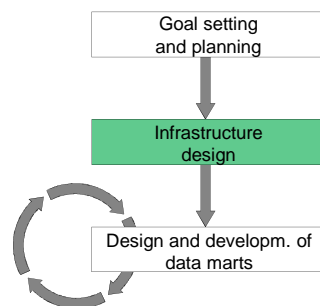 Goal setting
and planning
Infrastructure
design
Design and developm. of
data marts